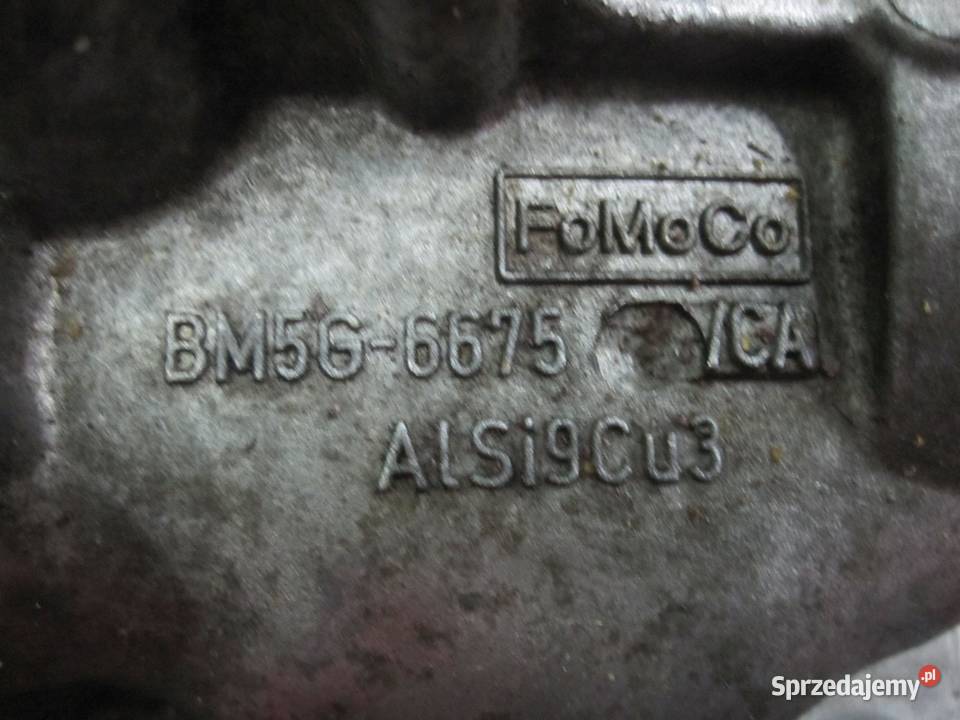 FoMoCo
BM5G-6675 /CA
AlSi9Cu3
Sprzedajemy.pl